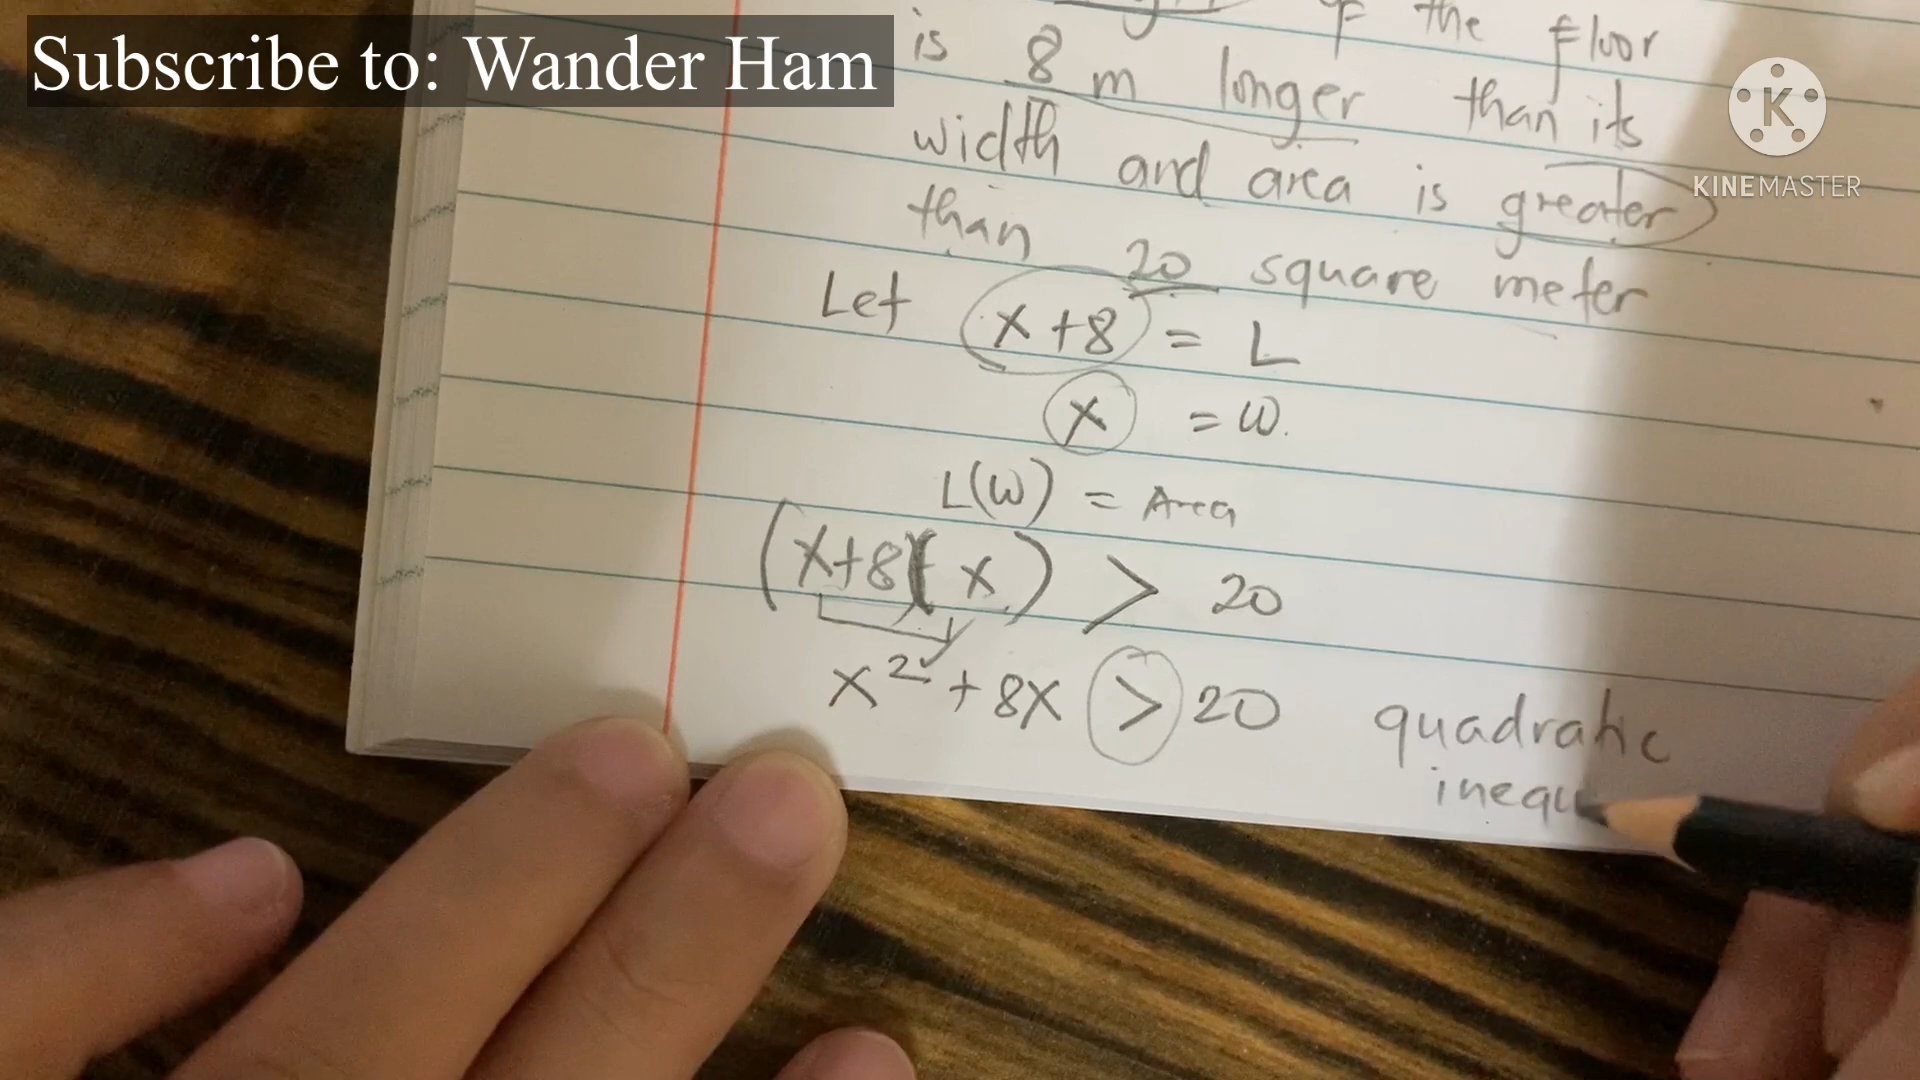 Subscribe to: Wander Ham
the floor
is 8 m longer than its
KINEMASTER
width and area is greater
than 20 square meter
Let (x+8) = L
x = W.
L(W) = Area
(x+8)(x) > 20
x² + 8x > 20 quadratic
inequ